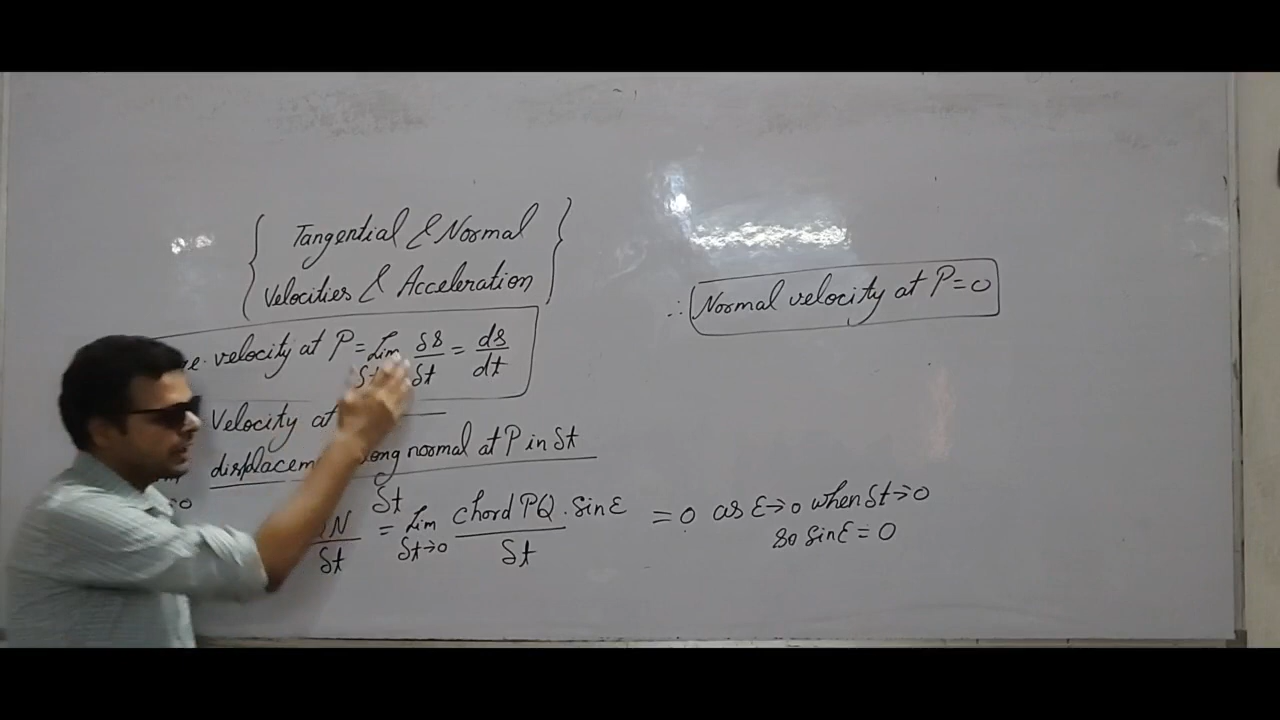 Tangential & Normal
Velocities & Acceleration
velocity at P = Lim δs/δt = ds/dt
Velocity at
along normal at P in δt
δt
N/δt = Lim δt→0 chord PQ . sin ε/δt = 0 as ε→0 when δt→0
so sin ε = 0
∴ Normal velocity at P = 0